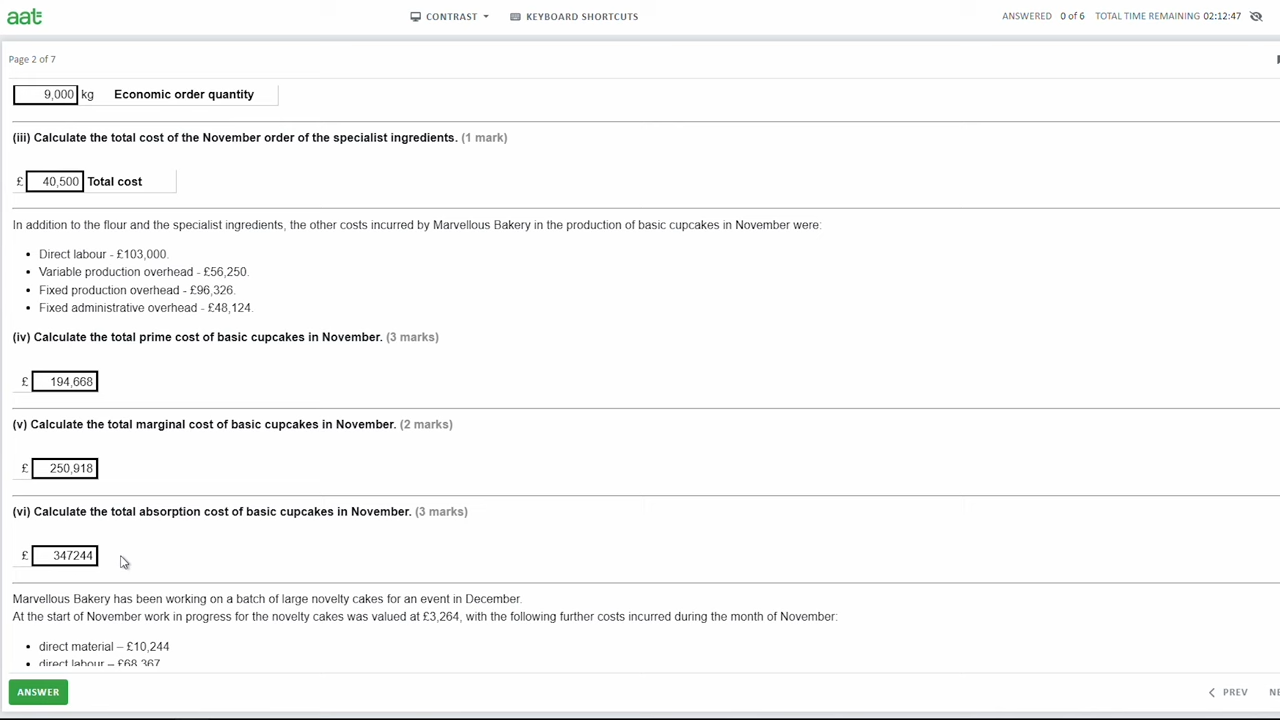 aat
CONTRAST
KEYBOARD SHORTCUTS
ANSWERED 0 of 6 TOTAL TIME REMAINING 02:12:47
Page 2 of 7
9,000 kg Economic order quantity
(iii) Calculate the total cost of the November order of the specialist ingredients. (1 mark)
£ 40,500 Total cost
In addition to the flour and the specialist ingredients, the other costs incurred by Marvellous Bakery in the production of basic cupcakes in November were:
• Direct labour - £103,000.
• Variable production overhead - £56,250.
• Fixed production overhead - £96,326.
• Fixed administrative overhead - £48,124.
(iv) Calculate the total prime cost of basic cupcakes in November. (3 marks)
£ 194,668
(v) Calculate the total marginal cost of basic cupcakes in November. (2 marks)
£ 250,918
(vi) Calculate the total absorption cost of basic cupcakes in November. (3 marks)
£ 347244
Marvellous Bakery has been working on a batch of large novelty cakes for an event in December.
At the start of November work in progress for the novelty cakes was valued at £3,264, with the following further costs incurred during the month of November:
• direct material – £10,244
• direct labour – £68,367
ANSWER
PREV
NE